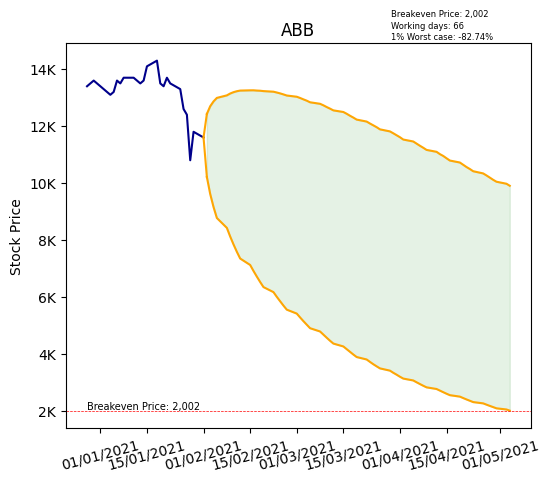 Breakeven Price: 2,002
Working days: 66
1% Worst case: -82.74%
ABB
Stock Price
14K
12K
10K
8K
6K
4K
2K
Breakeven Price: 2,002
01/01/2021
15/01/2021
01/02/2021
15/02/2021
01/03/2021
15/03/2021
01/04/2021
15/04/2021
01/05/2021